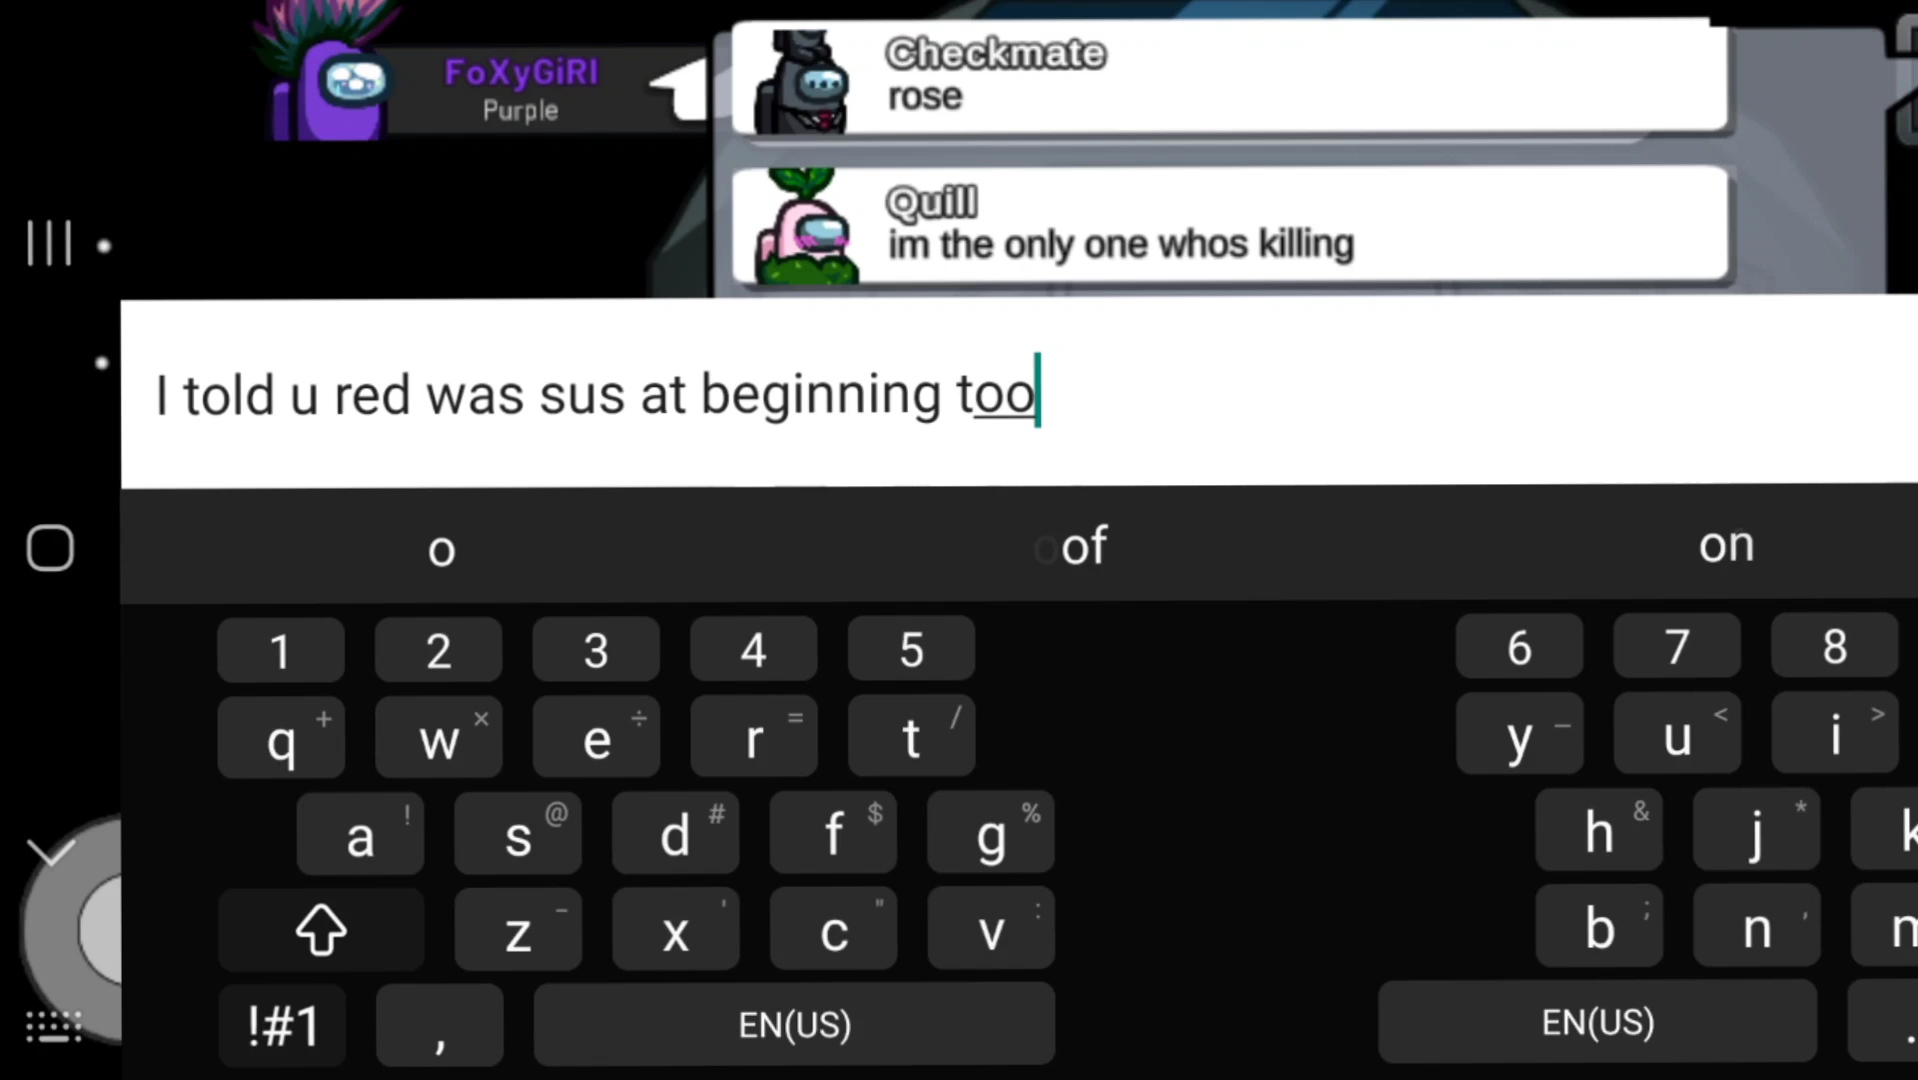 FoXyGiRl
Purple
Checkmate
rose
Quill
im the only one whos killing
I told u red was sus at beginning too
o oof on
1 2 3 4 5 6 7 8
q + w × e ÷ r = t / y – u < i >
a ! s @ d # f $ g % h & j * k
z - x ' c " v : b ; n , m
!#1 , EN(US) EN(US) .